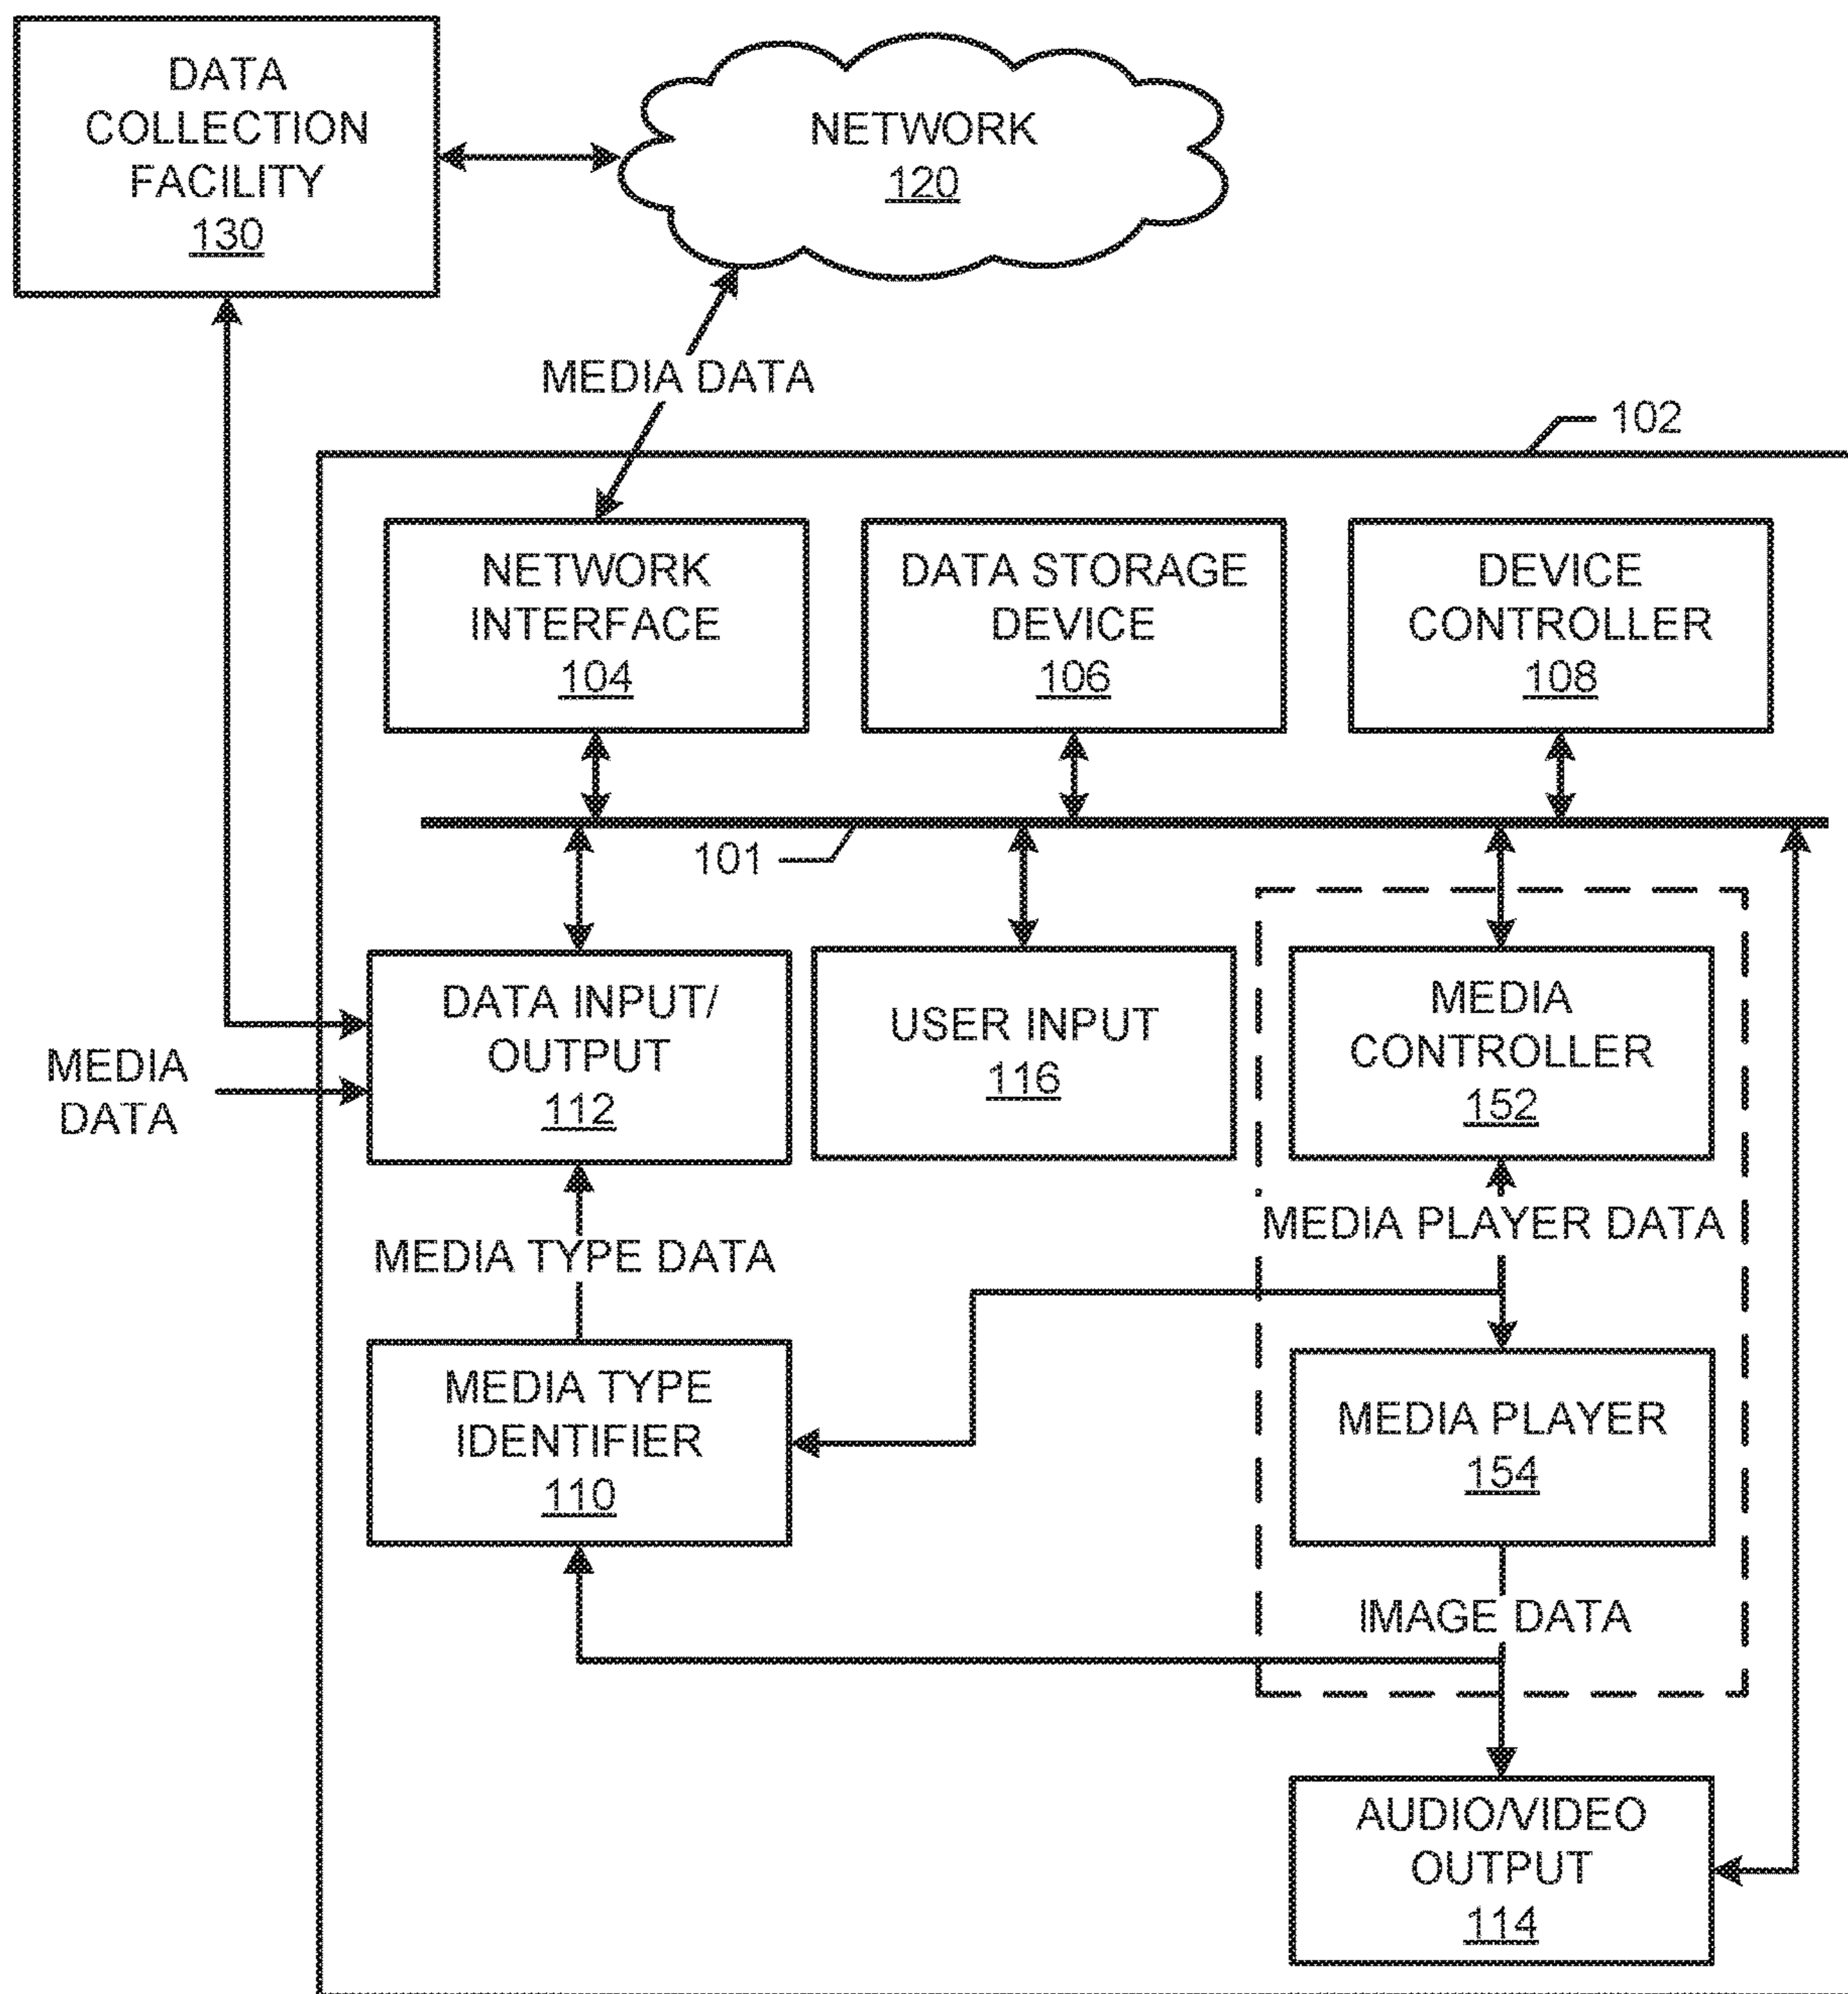 DATA
COLLECTION
FACILITY
130
NETWORK
120
MEDIA DATA
102
NETWORK
INTERFACE
104
DATA STORAGE
DEVICE
106
DEVICE
CONTROLLER
108
101
DATA INPUT/
OUTPUT
112
USER INPUT
116
MEDIA
CONTROLLER
152
MEDIA
DATA
MEDIA PLAYER DATA
MEDIA TYPE DATA
MEDIA TYPE
IDENTIFIER
110
MEDIA PLAYER
154
IMAGE DATA
AUDIO/VIDEO
OUTPUT
114